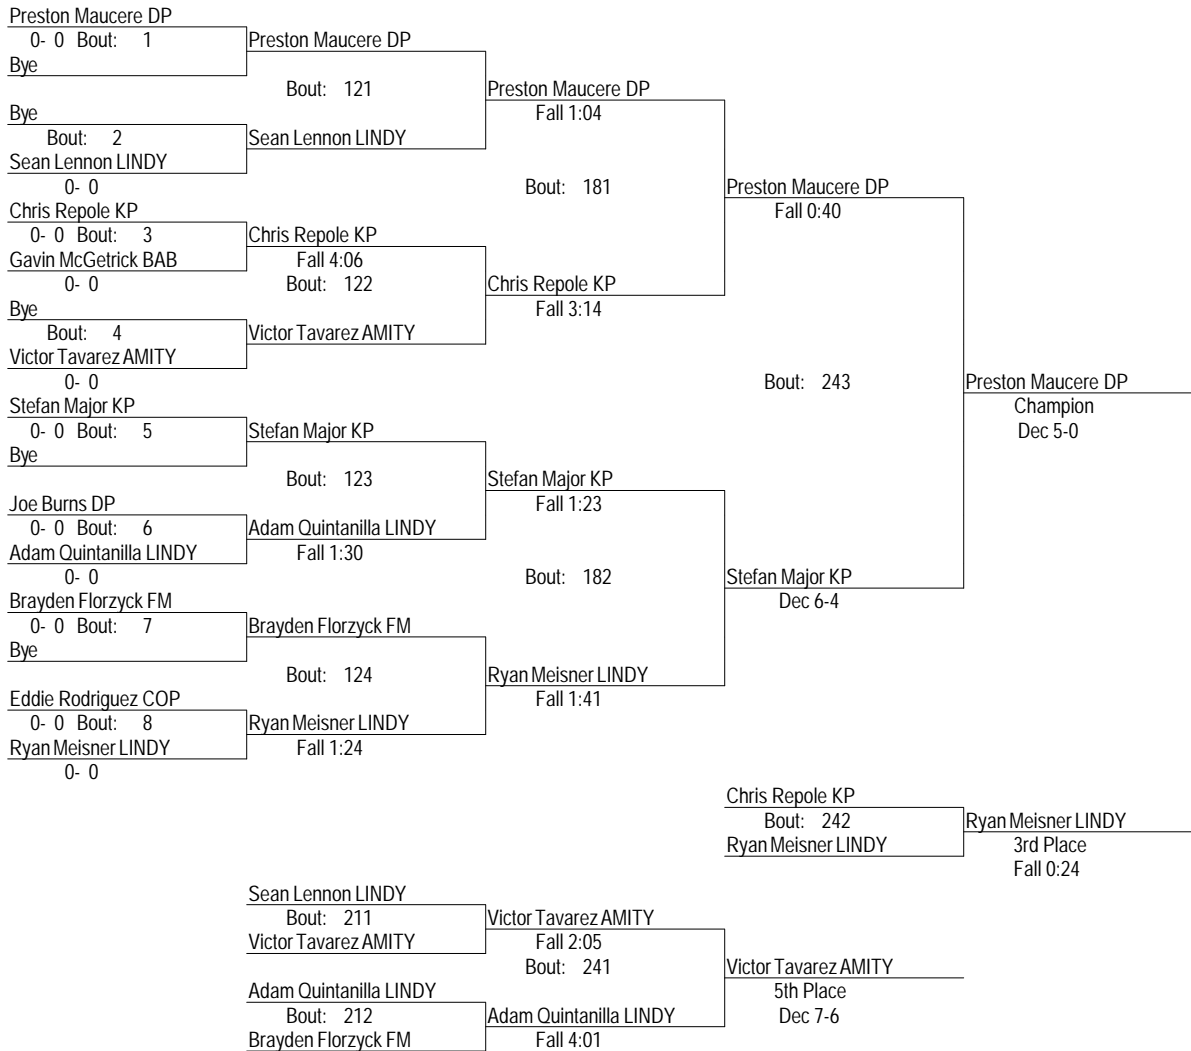 Preston Maucere DP
0- 0 Bout: 1
Bye
Preston Maucere DP
Bout: 121
Bye
Bout: 2
Sean Lennon LINDY
0- 0
Sean Lennon LINDY
Preston Maucere DP
Fall 1:04
Bout: 181
Chris Repole KP
0- 0 Bout: 3
Gavin McGetrick BAB
0- 0
Chris Repole KP
Fall 4:06
Bout: 122
Bye
Bout: 4
Victor Tavarez AMITY
0- 0
Victor Tavarez AMITY
Chris Repole KP
Fall 3:14
Preston Maucere DP
Fall 0:40
Bout: 243
Stefan Major KP
0- 0 Bout: 5
Bye
Stefan Major KP
Bout: 123
Joe Burns DP
0- 0 Bout: 6
Adam Quintanilla LINDY
0- 0
Adam Quintanilla LINDY
Fall 1:30
Stefan Major KP
Fall 1:23
Bout: 182
Brayden Florzyck FM
0- 0 Bout: 7
Bye
Brayden Florzyck FM
Bout: 124
Eddie Rodriguez COP
0- 0 Bout: 8
Ryan Meisner LINDY
0- 0
Ryan Meisner LINDY
Fall 1:24
Ryan Meisner LINDY
Fall 1:41
Stefan Major KP
Dec 6-4
Preston Maucere DP
Champion
Dec 5-0
Chris Repole KP
Bout: 242
Ryan Meisner LINDY
Ryan Meisner LINDY
3rd Place
Fall 0:24
Sean Lennon LINDY
Bout: 211
Victor Tavarez AMITY
Victor Tavarez AMITY
Fall 2:05
Bout: 241
Adam Quintanilla LINDY
Bout: 212
Brayden Florzyck FM
Adam Quintanilla LINDY
Fall 4:01
Victor Tavarez AMITY
5th Place
Dec 7-6